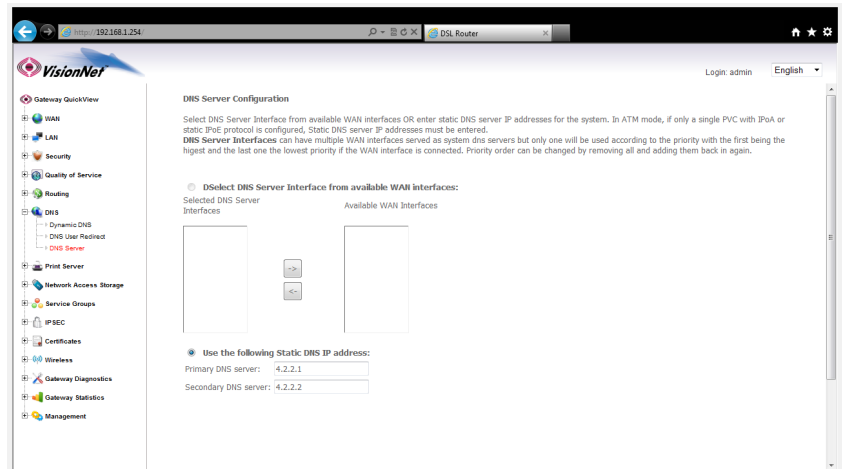 http://192.168.1.254/
DSL Router
VisionNet
Login: admin
English
Gateway QuickView
WAN
LAN
Security
Quality of Service
Routing
DNS
Dynamic DNS
DNS User Redirect
DNS Server
Print Server
Network Access Storage
Service Groups
IPSEC
Certificates
Wireless
Gateway Diagnostics
Gateway Statistics
Management
DNS Server Configuration
Select DNS Server Interface from available WAN interfaces OR enter static DNS server IP addresses for the system. In ATM mode, if only a single PVC with IPoA or
static IPoE protocol is configured, Static DNS server IP addresses must be entered.
DNS Server Interfaces can have multiple WAN interfaces served as system dns servers but only one will be used according to the priority with the first being the
higest and the last one the lowest priority if the WAN interface is connected. Priority order can be changed by removing all and adding them back in again.
DSelect DNS Server Interface from available WAN interfaces:
Selected DNS Server
Interfaces
Available WAN Interfaces
->
<-
Use the following Static DNS IP address:
Primary DNS server: 4.2.2.1
Secondary DNS server: 4.2.2.2